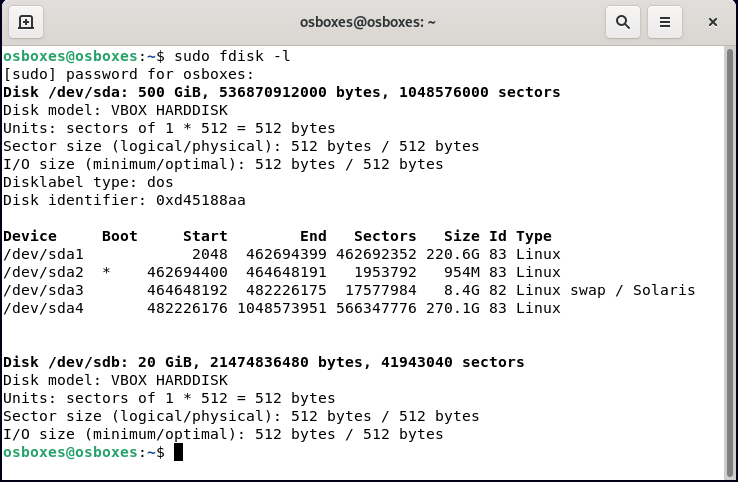 osboxes@osboxes: ~
osboxes@osboxes:~$ sudo fdisk -l
[sudo] password for osboxes:
Disk /dev/sda: 500 GiB, 536870912000 bytes, 1048576000 sectors
Disk model: VBOX HARDDISK
Units: sectors of 1 * 512 = 512 bytes
Sector size (logical/physical): 512 bytes / 512 bytes
I/O size (minimum/optimal): 512 bytes / 512 bytes
Disklabel type: dos
Disk identifier: 0xd45188aa
Device     Boot     Start        End   Sectors   Size Id Type
/dev/sda1            2048  462694399 462692352 220.6G 83 Linux
/dev/sda2  *    462694400  464648191   1953792   954M 83 Linux
/dev/sda3       464648192  482226175  17577984   8.4G 82 Linux swap / Solaris
/dev/sda4       482226176 1048573951 566347776 270.1G 83 Linux
Disk /dev/sdb: 20 GiB, 21474836480 bytes, 41943040 sectors
Disk model: VBOX HARDDISK
Units: sectors of 1 * 512 = 512 bytes
Sector size (logical/physical): 512 bytes / 512 bytes
I/O size (minimum/optimal): 512 bytes / 512 bytes
osboxes@osboxes:~$